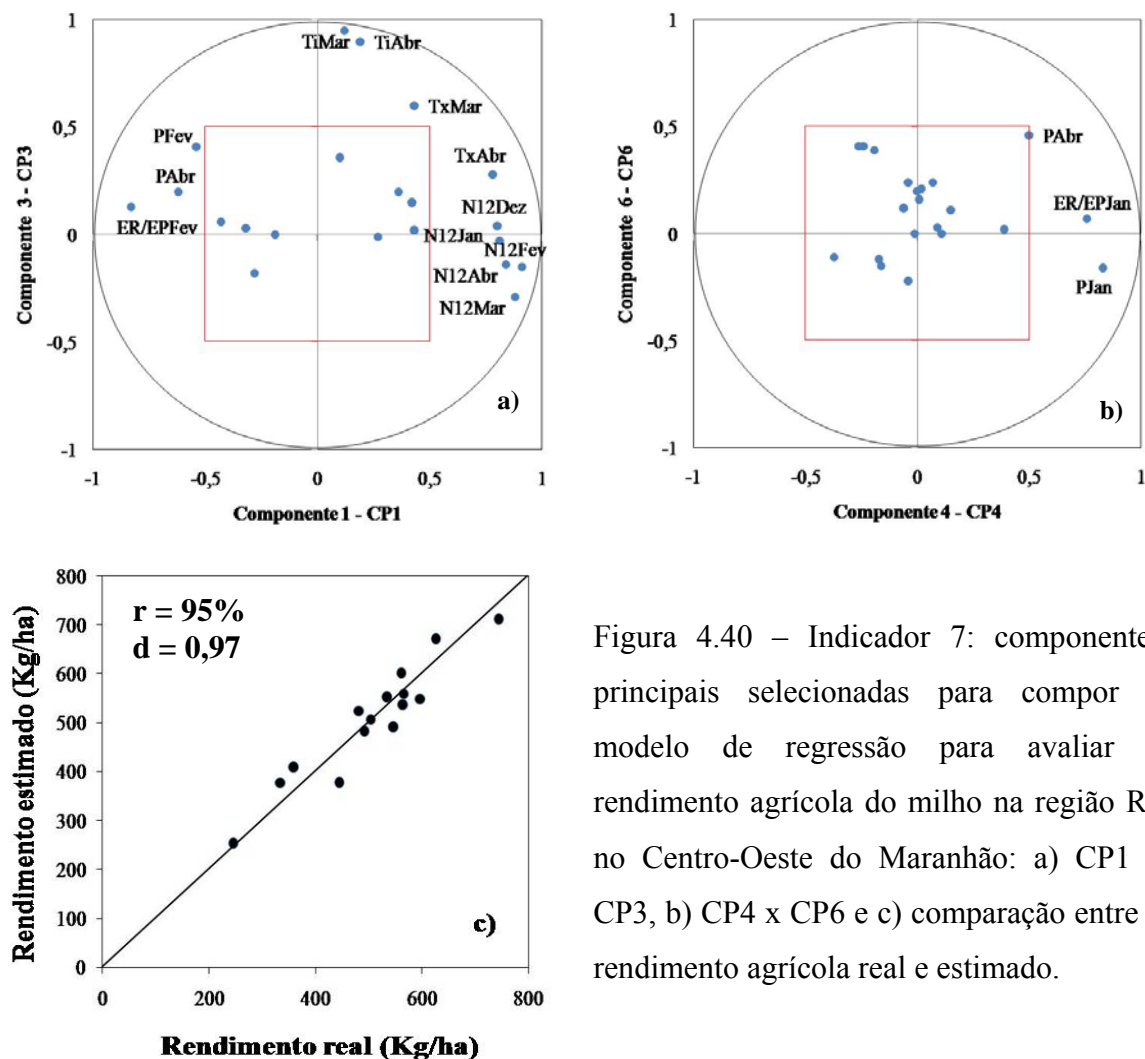 1
0,5
0
-0,5
-1
-1
-0,5
0
0,5
1
Componente 3 - CP3
Componente 1 - CP1
TiMar
TiAbr
TxMar
PFev
TxAbr
PAbr
N12Dez
ER/EPFev
N12Jan
N12Fev
N12Abr
N12Mar
a)
1
0,5
0
-0,5
-1
-1
-0,5
0
0,5
1
Componente 6 - CP6
Componente 4 - CP4
PAbr
ER/EPJan
PJan
b)
800
700
600
500
400
300
200
100
0
0
200
400
600
800
Rendimento estimado (Kg/ha)
Rendimento real (Kg/ha)
r = 95%
d = 0,97
c)
Figura 4.40 – Indicador 7: componente
principais selecionadas para compor
modelo de regressão para avaliar
rendimento agrícola do milho na região R
no Centro-Oeste do Maranhão: a) CP1
CP3, b) CP4 x CP6 e c) comparação entre
rendimento agrícola real e estimado.